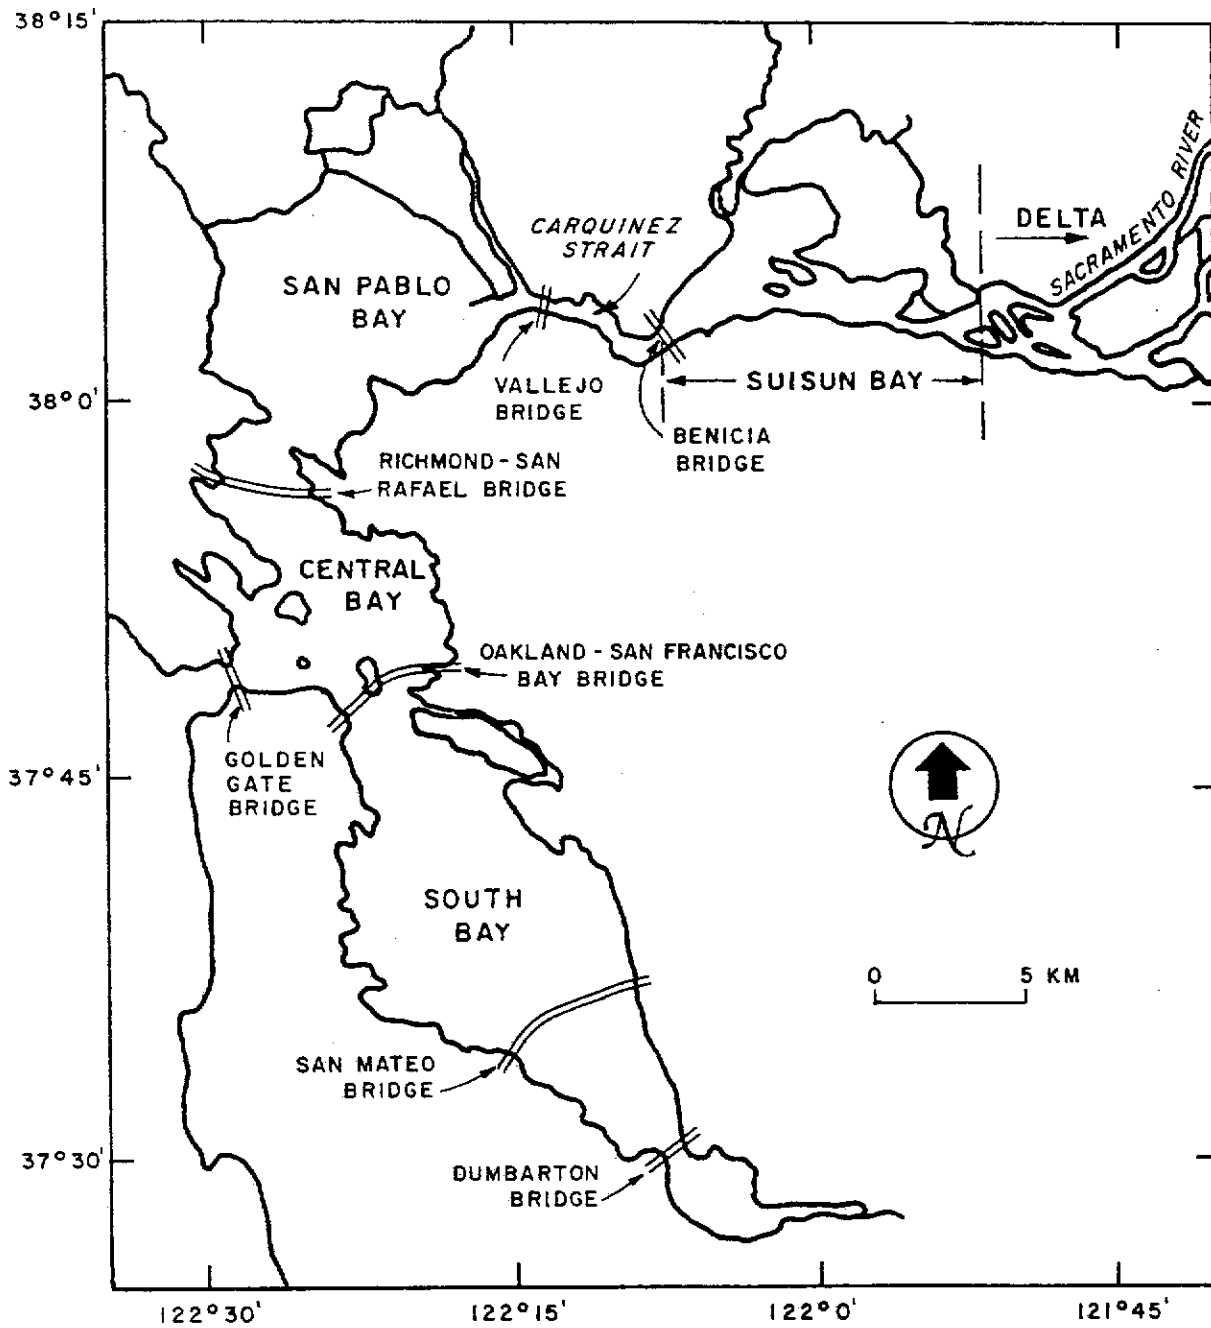 38°15'
SACRAMENTO RIVER
DELTA
CARQUINEZ
STRAIT
SAN PABLO
BAY
38°0'
VALLEJO
BRIDGE
SUISUN BAY
BENICIA
BRIDGE
RICHMOND-SAN
RAFAEL BRIDGE
CENTRAL
BAY
OAKLAND-SAN FRANCISCO
BAY BRIDGE
GOLDEN
GATE
BRIDGE
37°45'
N
SOUTH
BAY
0 5 KM
SAN MATEO
BRIDGE
37°30'
DUMBARTON
BRIDGE
122°30' 122°15' 122°0' 121°45'